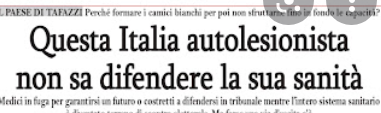 IL PAESE DI TAFAZZI Perché formare i camici bianchi per poi non sfruttarne fino in fondo le capacità?
Questa Italia autolesionista
non sa difendere la sua sanità
Medici in fuga per garantirsi un futuro o costretti a difendersi in tribunale mentre l'intero sistema sanitario